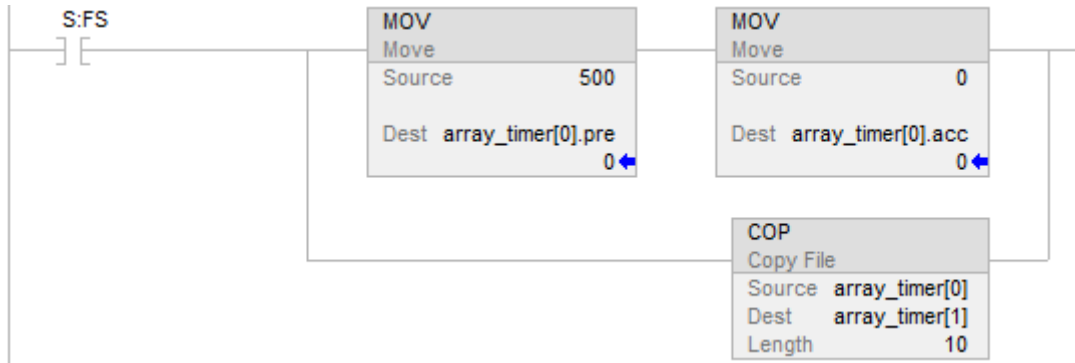 S:FS
MOV
Move
Source 500
Dest array_timer[0].pre
0
MOV
Move
Source 0
Dest array_timer[0].acc
0
COP
Copy File
Source array_timer[0]
Dest array_timer[1]
Length 10